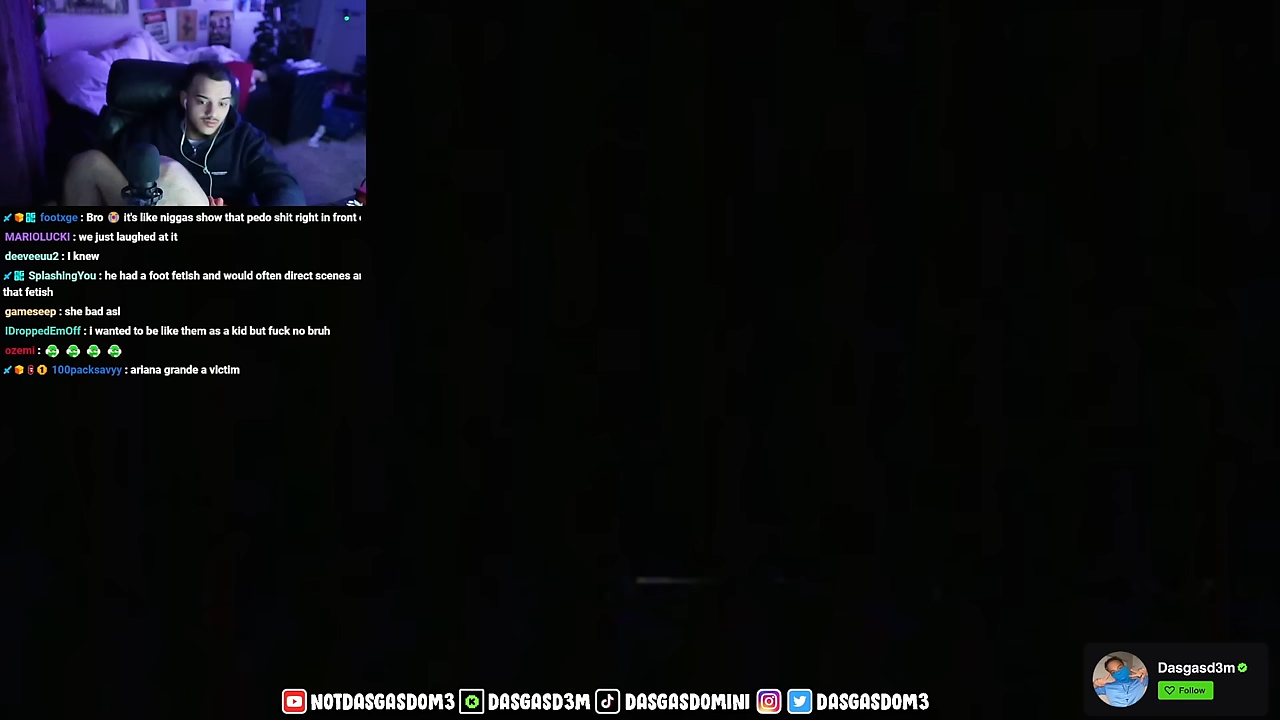 footxge : Bro it's like niggas show that pedo shit right in front
MARIOLUCKI : we just laughed at it
deeveeuu2 : I knew
SplashingYou : he had a foot fetish and would often direct scenes
that fetish
gameseep : she bad asl
IDroppedEmOff : i wanted to be like them as a kid but fuck no bruh
ozemi :
100packsavyy : ariana grande a victim
Dasgasd3m
Follow
NOTDASGASDOM3 DASGASD3M DASGASDOMINI DASGASDOM3